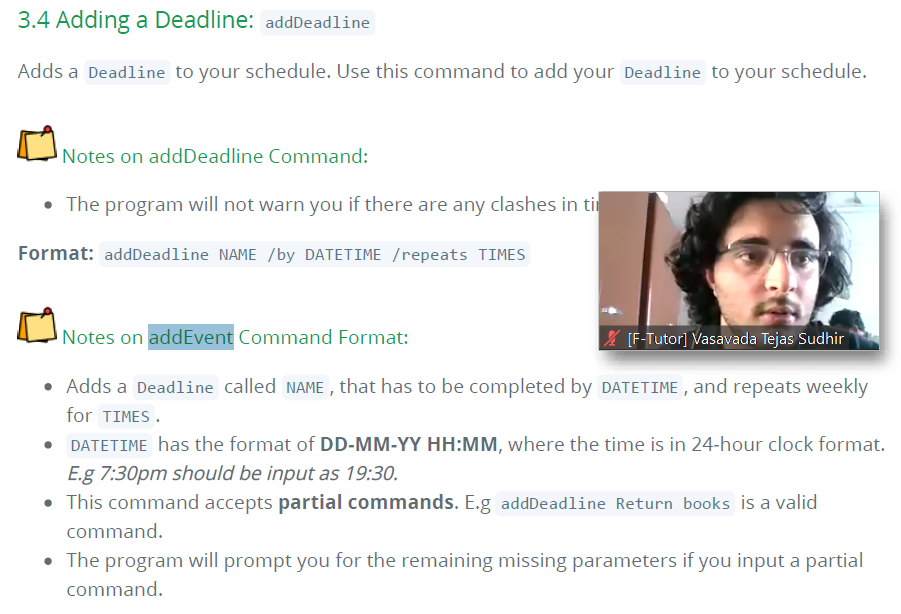 3.4 Adding a Deadline: addDeadline
Adds a Deadline to your schedule. Use this command to add your Deadline to your schedule.
Notes on addDeadline Command:
The program will not warn you if there are any clashes in
Format: addDeadline NAME /by DATETIME /repeats TIMES
Notes on addEvent Command Format:
[F-Tutor] Vasavada Tejas Sudhir
Adds a Deadline called NAME, that has to be completed by DATETIME, and repeats weekly
for TIMES.
DATETIME has the format of DD-MM-YY HH:MM, where the time is in 24-hour clock format.
E.g 7:30pm should be input as 19:30.
This command accepts partial commands. E.g addDeadline Return books is a valid
command.
The program will prompt you for the remaining missing parameters if you input a partial
command.